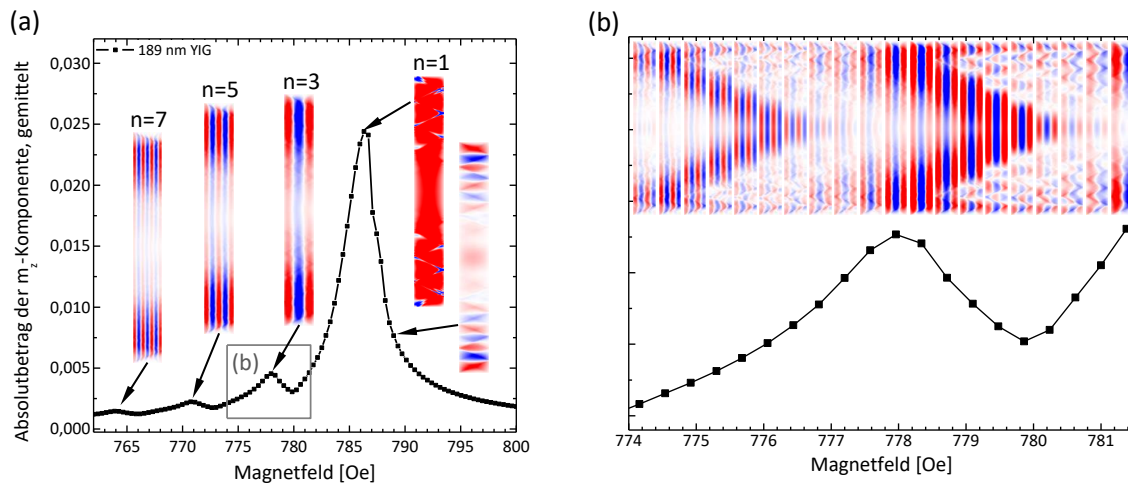 (a)
189 nm YIG
n=7
n=5
n=3
n=1
(b)
0,030
0,025
0,020
0,015
0,010
0,005
0,000
765
770
775
780
785
790
795
800
Absolutbetrag der m_z-Komponente, gemittelt
Magnetfeld [Oe]
(b)
774
775
776
777
778
779
780
781
Magnetfeld [Oe]